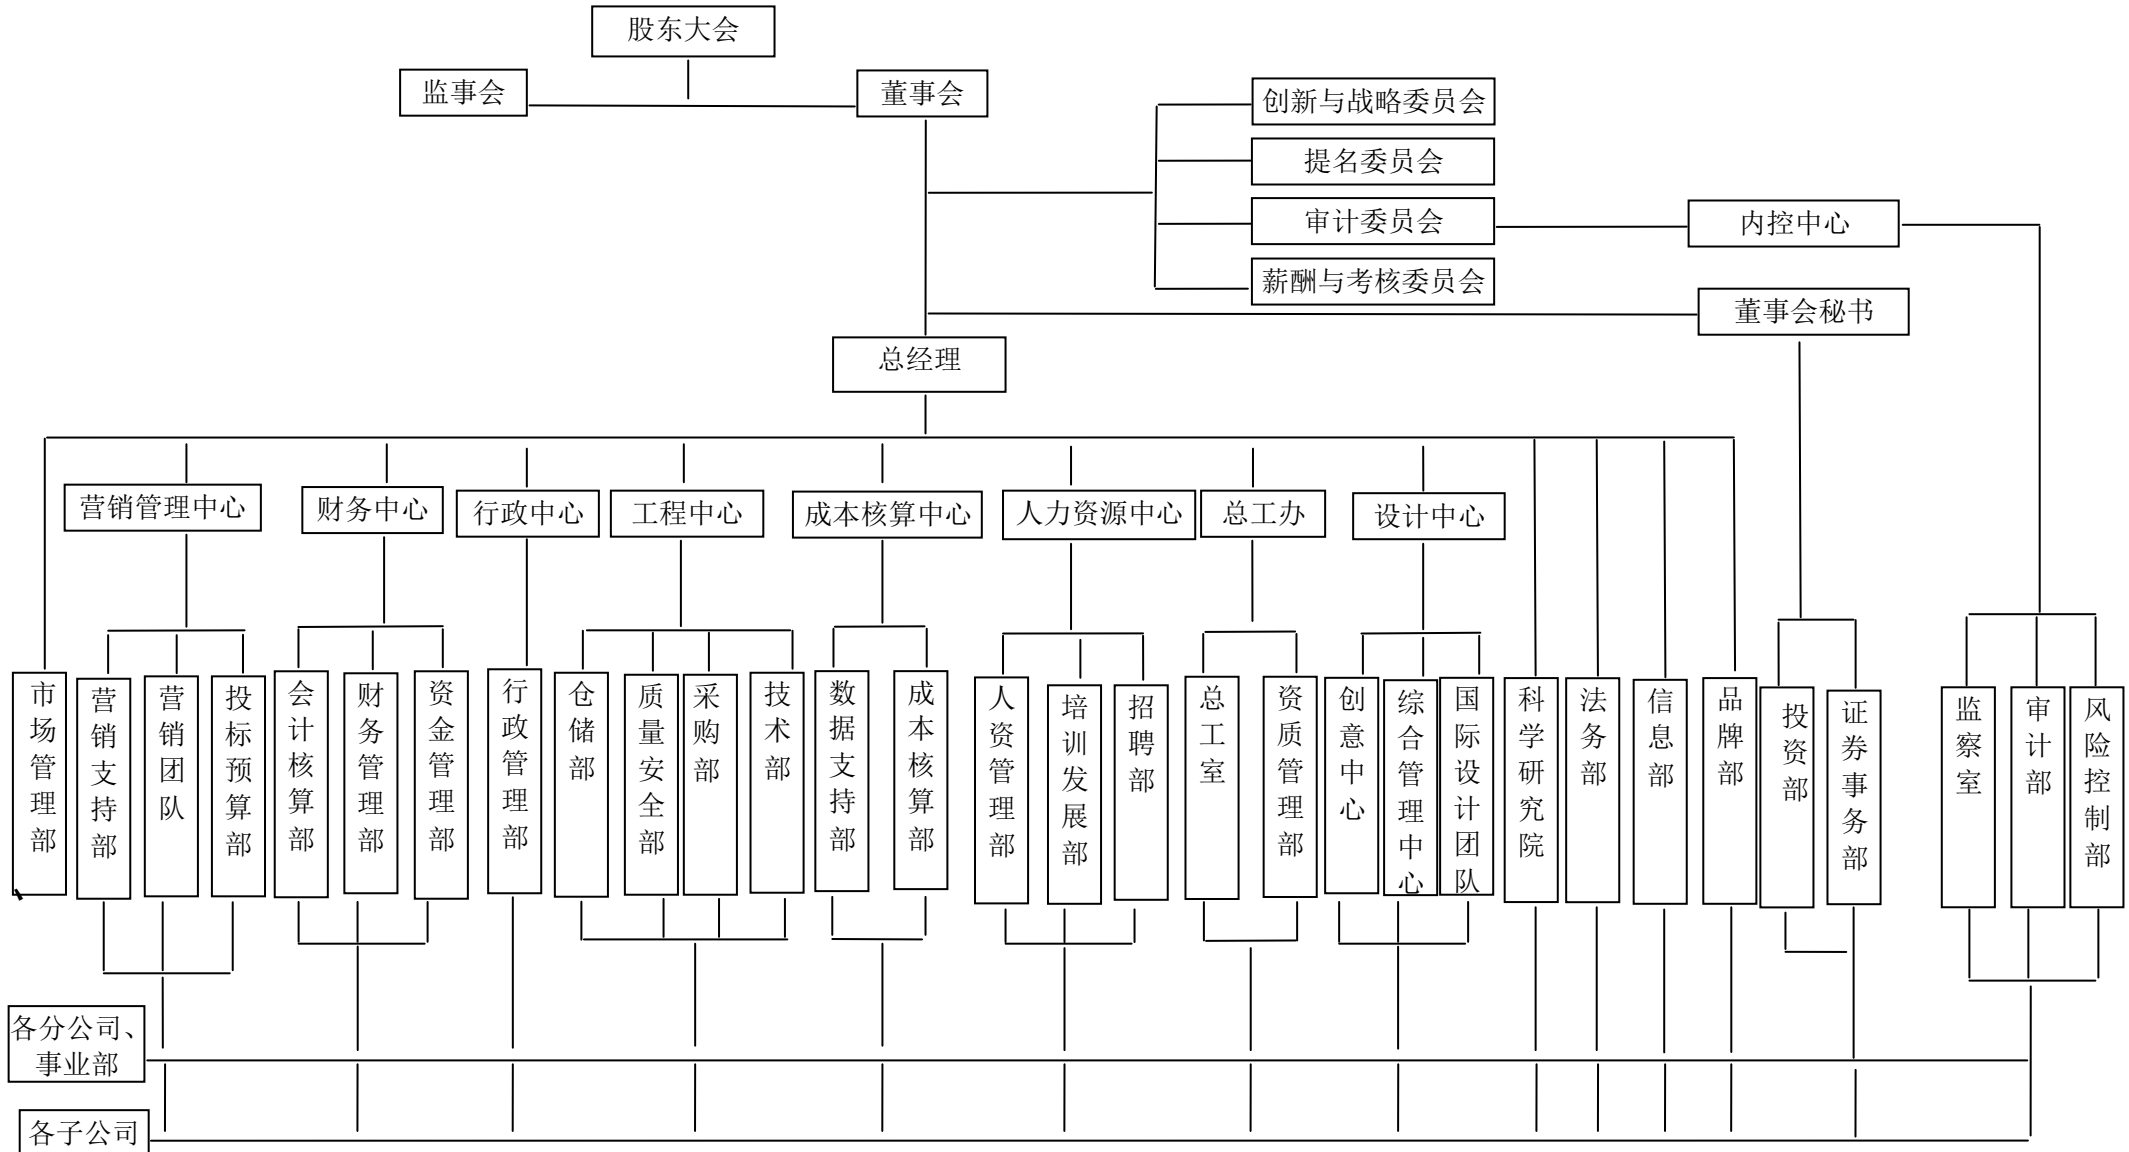 股东大会
监事会
董事会
创新与战略委员会
提名委员会
审计委员会
内控中心
薪酬与考核委员会
董事会秘书
总经理
营销管理中心
财务中心
行政中心
工程中心
成本核算中心
人力资源中心
总工办
设计中心
市场管理部
营销支持部
营销团队
投标预算部
会计核算部
财务管理部
资金管理部
行政管理部
仓储部
质量安全部
采购部
技术部
数据支持部
成本核算部
人资管理部
培训发展部
招聘部
总工室
资质管理部
创意中心
综合管理中心
国际设计团队
科学研究院
法务部
信息部
品牌部
投资部
证券事务部
监察室
审计部
风险控制部
各分公司、
事业部
各子公司